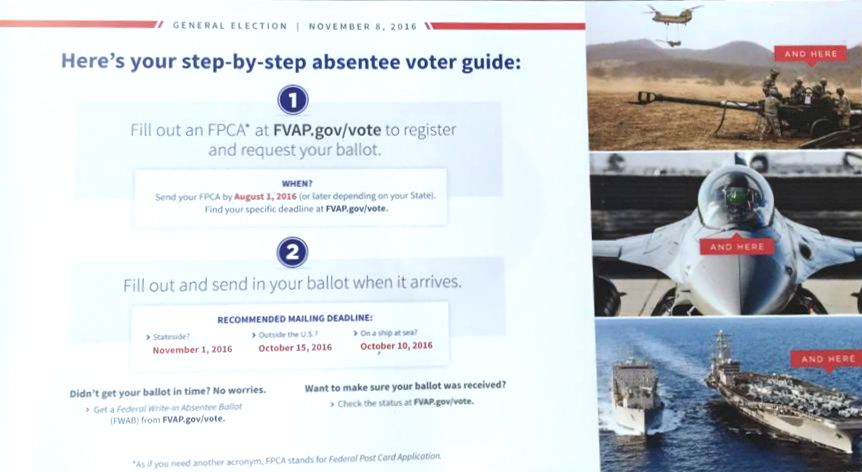 GENERAL ELECTION | NOVEMBER 8, 2016
Here's your step-by-step absentee voter guide:
1
Fill out an FPCA* at FVAP.gov/vote to register
and request your ballot.
WHEN?
Send your FPCA by August 1, 2016 (or later depending on your State).
Find your specific deadline at FVAP.gov/vote.
2
Fill out and send in your ballot when it arrives.
RECOMMENDED MAILING DEADLINE:
> Stateside?
November 1, 2016
> Outside the U.S.?
October 15, 2016
> On a ship at sea?
October 10, 2016
Didn't get your ballot in time? No worries.
> Get a Federal Write-in Absentee Ballot
(FWAB) from FVAP.gov/vote.
Want to make sure your ballot was received?
> Check the status at FVAP.gov/vote.
*As if you need another acronym, FPCA stands for Federal Post Card Application.
AND HERE
AND HERE
AND HERE